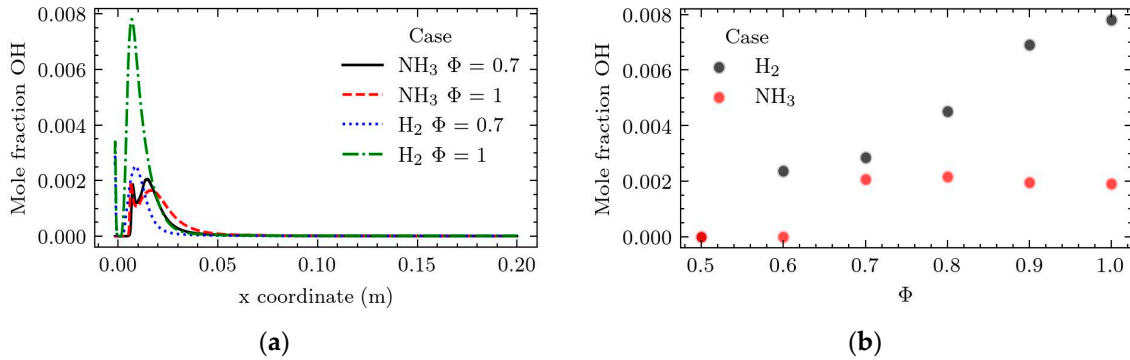 Mole fraction OH
0.008
0.006
0.004
0.002
0.000
Case
NH₃ Φ = 0.7
NH₃ Φ = 1
H₂ Φ = 0.7
H₂ Φ = 1
0.00 0.05 0.10 0.15 0.20
x coordinate (m)
(a)
Mole fraction OH
0.008
0.006
0.004
0.002
0.000
Case
H₂
NH₃
0.5 0.6 0.7 0.8 0.9 1.0
Φ
(b)